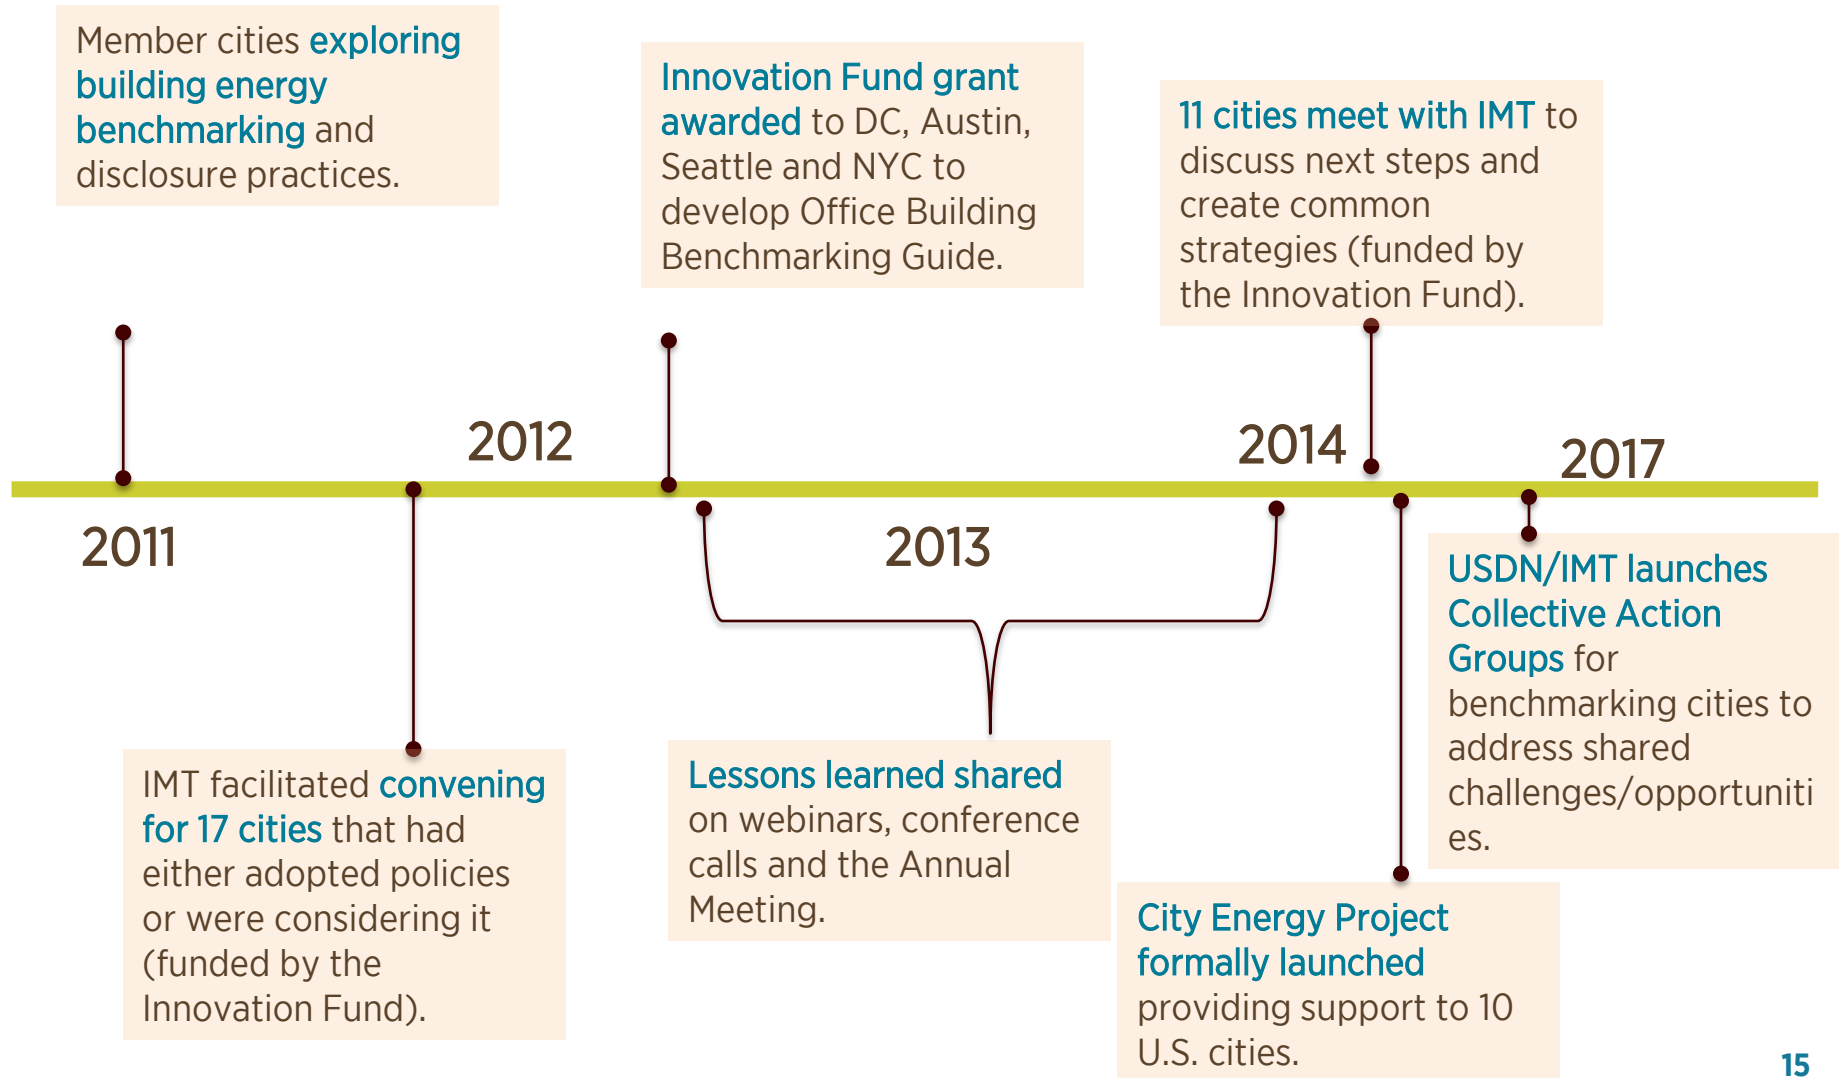 Member cities exploring
building energy
benchmarking and
disclosure practices.
Innovation Fund grant
awarded to DC, Austin,
Seattle and NYC to
develop Office Building
Benchmarking Guide.
11 cities meet with IMT to
discuss next steps and
create common
strategies (funded by
the Innovation Fund).
2012
2014
2017
2011
2013
IMT facilitated convening
for 17 cities that had
either adopted policies
or were considering it
(funded by the
Innovation Fund).
Lessons learned shared
on webinars, conference
calls and the Annual
Meeting.
City Energy Project
formally launched
providing support to 10
U.S. cities.
USDN/IMT launches
Collective Action
Groups for
benchmarking cities to
address shared
challenges/opportuniti
es.
15